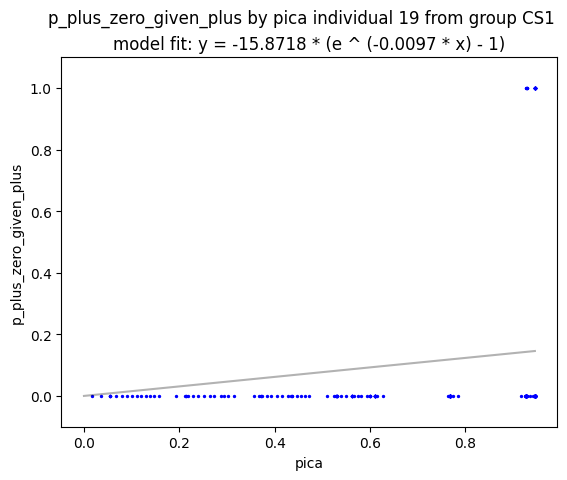 p_plus_zero_given_plus by pica individual 19 from group CS1
model fit: y = -15.8718 * (e ^ (-0.0097 * x) - 1)
p_plus_zero_given_plus
1.0
0.8
0.6
0.4
0.2
0.0
0.0 0.2 0.4 0.6 0.8
pica